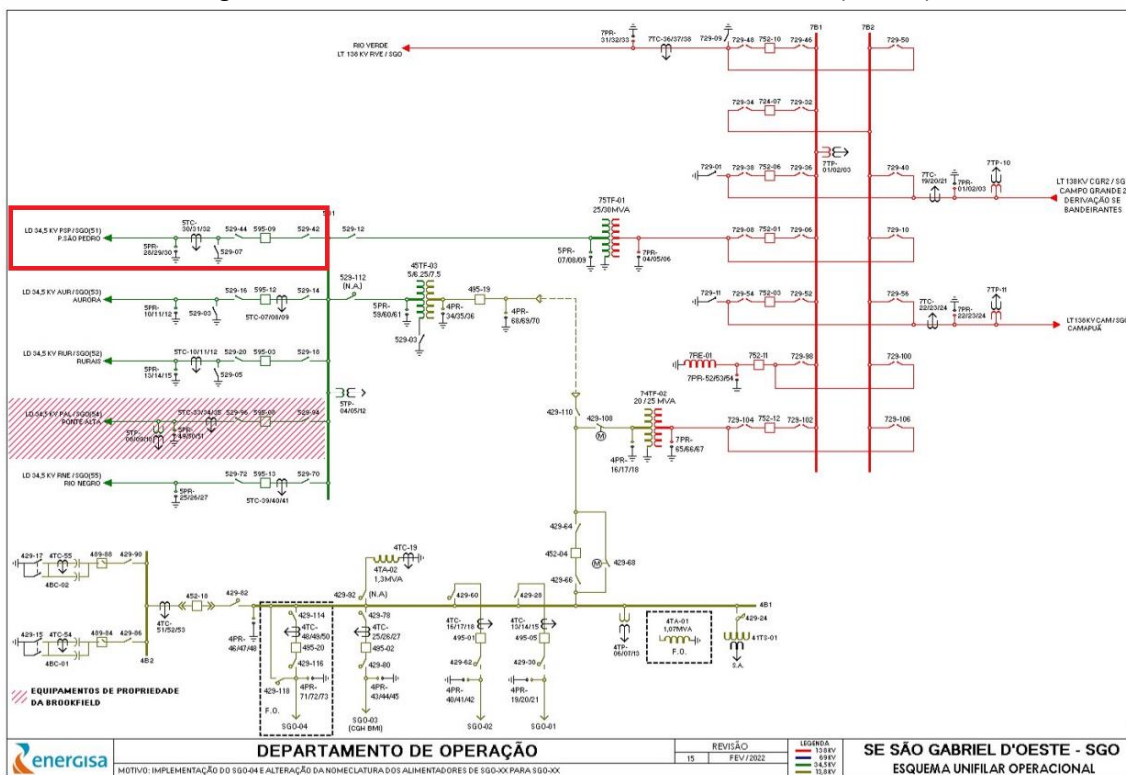 7B1
7B2
RIO VERDE
LT 138 KV RVE / SGO
7PR-
31/32/33
7TC-36/37/38
729-09
729-48
752-10
729-46
729-50
729-34
724-07
729-32
7TP-
01/02/03
729-01
729-38
752-06
729-36
729-40
7TC-
19/20/21
7PR-
01/02/03
7TP-10
CAMPO GRANDE 2
DERIVAÇÃO SE
BANDEIRANTES
LD 34,5 KV PSP/SGO(51)
P.SÃO PEDRO
5TC-
30/31/32
5PR-
28/29/30
529-07
529-44
595-09
529-42
529-12
75TF-01
25/30MVA
5PR-
07/08/09
7PR-
04/05/06
729-08
752-01
729-06
729-10
LD 34,5 KV AUR/SGO(53)
AURORA
5PR-
10/11/12
529-03
529-16
595-12
529-14
5TC-07/08/09
529-112
(N.A.)
45TF-03
5/6.25/7.5
5PR-
59/60/61
4PR-
34/35/36
495-19
4PR-
68/69/70
529-03
729-11
729-54
752-03
729-52
729-56
7TC-
22/23/24
7PR-
22/23/24
7TP-11
LT138KV CAM/SGO
CAMAPUÃ
LD 34,5 KV RUR/SGO(52)
RURAIS
5PR-
13/14/15
5TC-10/11/12
529-20
529-05
595-03
529-18
5TP-
04/05/12
7RE-01
7PR-52/53/54
752-11
729-98
729-100
LD 34,5 KV PAL/SGO(54)
PONTE ALTA
5PR-
49/50/51
5TC-33/34/35
529-96
529-94
429-110
429-108
M
74TF-02
20/25 MVA
4PR-
16/17/18
7PR-
65/66/67
729-104
752-12
729-102
729-106
LD 34,5 KV RNE/SGO(55)
RIO NEGRO
5PR-
25/26/27
529-72
595-13
529-70
5TC-39/40/41
429-64
452-04
429-66
M
429-68
429-17
4TC-55
489-88
429-90
4BC-02
4TC-
51/52/53
452-18
429-82
429-15
4TC-54
489-84
429-86
4BC-01
4B2
4PR-
46/47/48
4TC-19
4TA-02
1,3MVA
429-92
(N.A)
429-114
4TC-
48/49/50
495-20
429-116
429-118
4PR-
71/72/73
F.O.
SGO-04
429-78
4TC-
25/26/27
495-02
429-80
4PR-
43/44/45
SGO-03
(CGH BMI)
429-60
4TC-
16/17/18
495-01
429-62
4PR-
40/41/42
SGO-02
429-28
4TC-
13/14/15
495-05
429-30
4PR-
19/20/21
SGO-01
4TP-
06/07/13
4TA-01
1,07MVA
F.O.
4B1
429-24
41TS-01
S.A.
EQUIPAMENTOS DE PROPRIEDADE
DA BROOKFIELD
energisa
DEPARTAMENTO DE OPERAÇÃO
MOTIVO: IMPLEMENTAÇÃO DO SGO-04 E ALTERAÇÃO DA NOMECLATURA DOS ALIMENTADORES DE SGO-XX PARA SGO-XX
REVISÃO
15
FEV/2022
LEGENDA
138KV
69KV
34,5KV
13,8KV
SE SÃO GABRIEL D'OESTE - SGO
ESQUEMA UNIFILAR OPERACIONAL